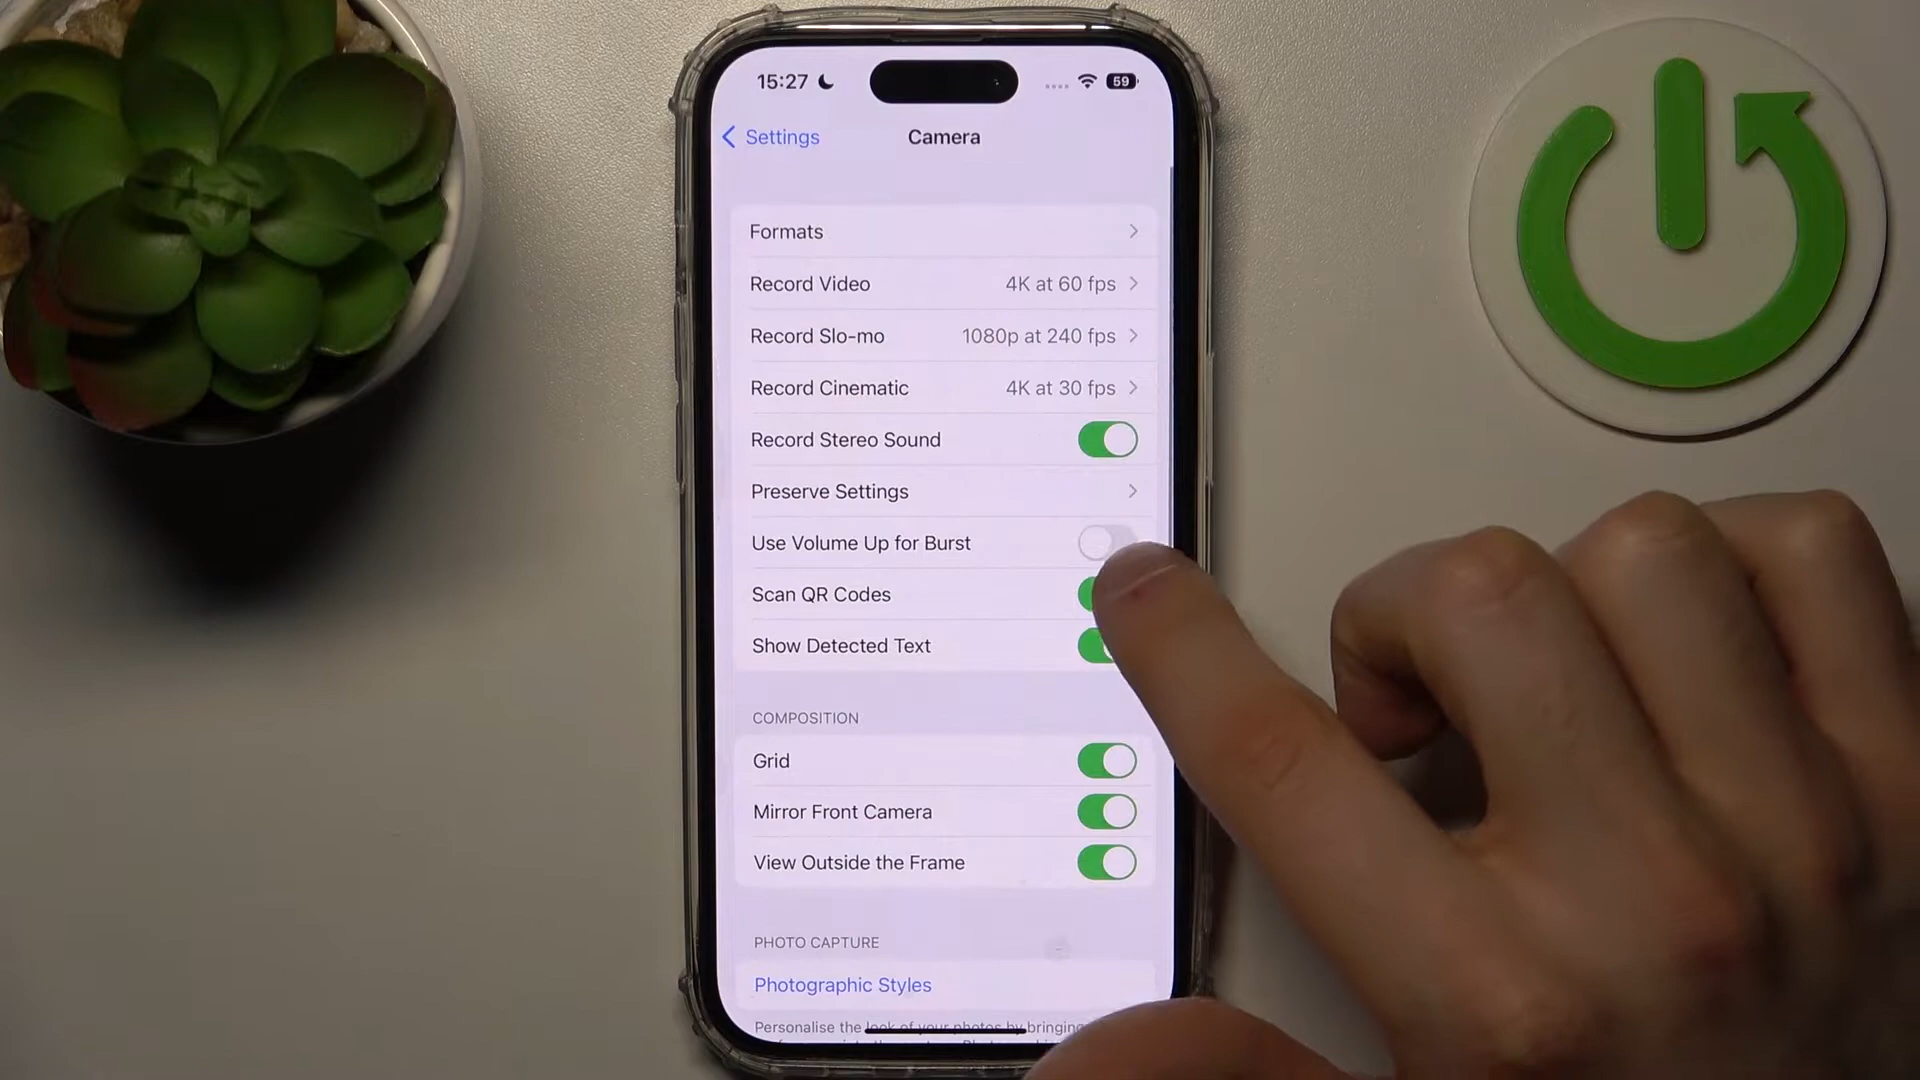 15:27
59
Settings
Camera
Formats
Record Video 4K at 60 fps
Record Slo-mo 1080p at 240 fps
Record Cinematic 4K at 30 fps
Record Stereo Sound
Preserve Settings
Use Volume Up for Burst
Scan QR Codes
Show Detected Text
COMPOSITION
Grid
Mirror Front Camera
View Outside the Frame
PHOTO CAPTURE
Photographic Styles
Personalise the look of your photos by bringing